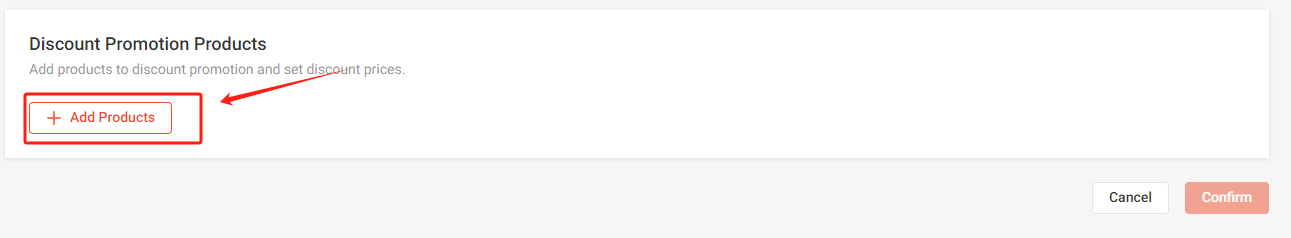 Discount Promotion Products
Add products to discount promotion and set discount prices.
Add Products
Cancel
Confirm